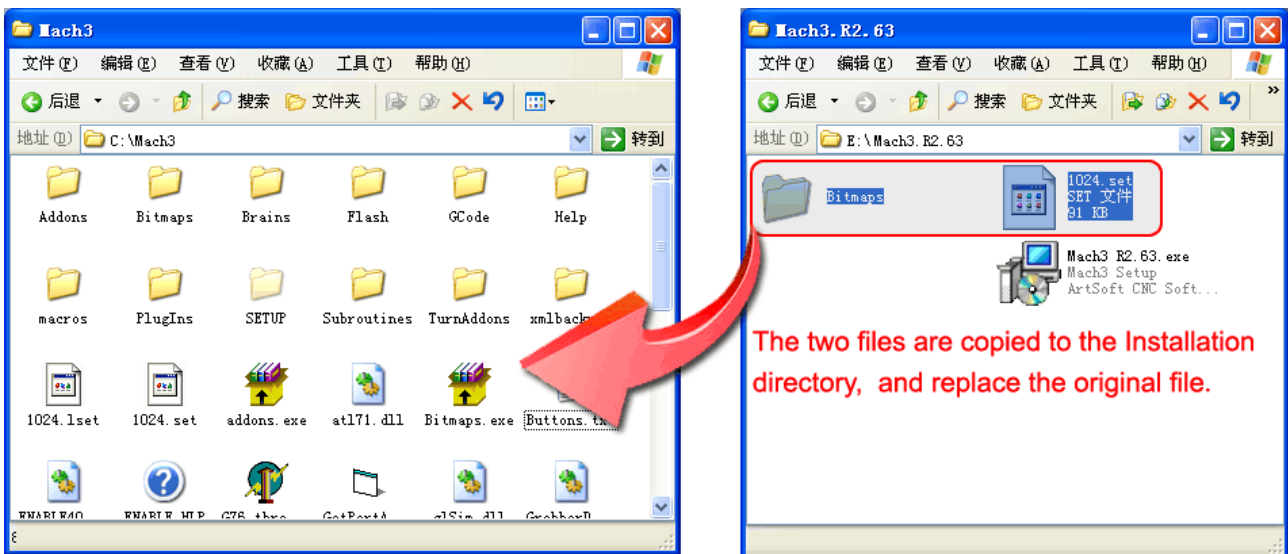 Mach3
文件(F) 编辑(E) 查看(V) 收藏(A) 工具(T) 帮助(H)
后退 搜索 文件夹
地址(D) C:\Mach3 转到
Addons Bitmaps Brains Flash GCode Help
macros PlugIns SETUP Subroutines TurnAddons
1024.lset 1024.set addons.exe atl71.dll Bitmaps.exe
Mach3.R2.63
文件(F) 编辑(E) 查看(V) 收藏(A) 工具(T) 帮助(H)
后退 搜索 文件夹 »
地址(D) E:\Mach3.R2.63 转到
Bitmaps
1024.set
SET 文件
91 KB
Mach3 R2.63.exe
Mach3 Setup
ArtSoft CNC Soft...
The two files are copied to the Installation
directory, and replace the original file.